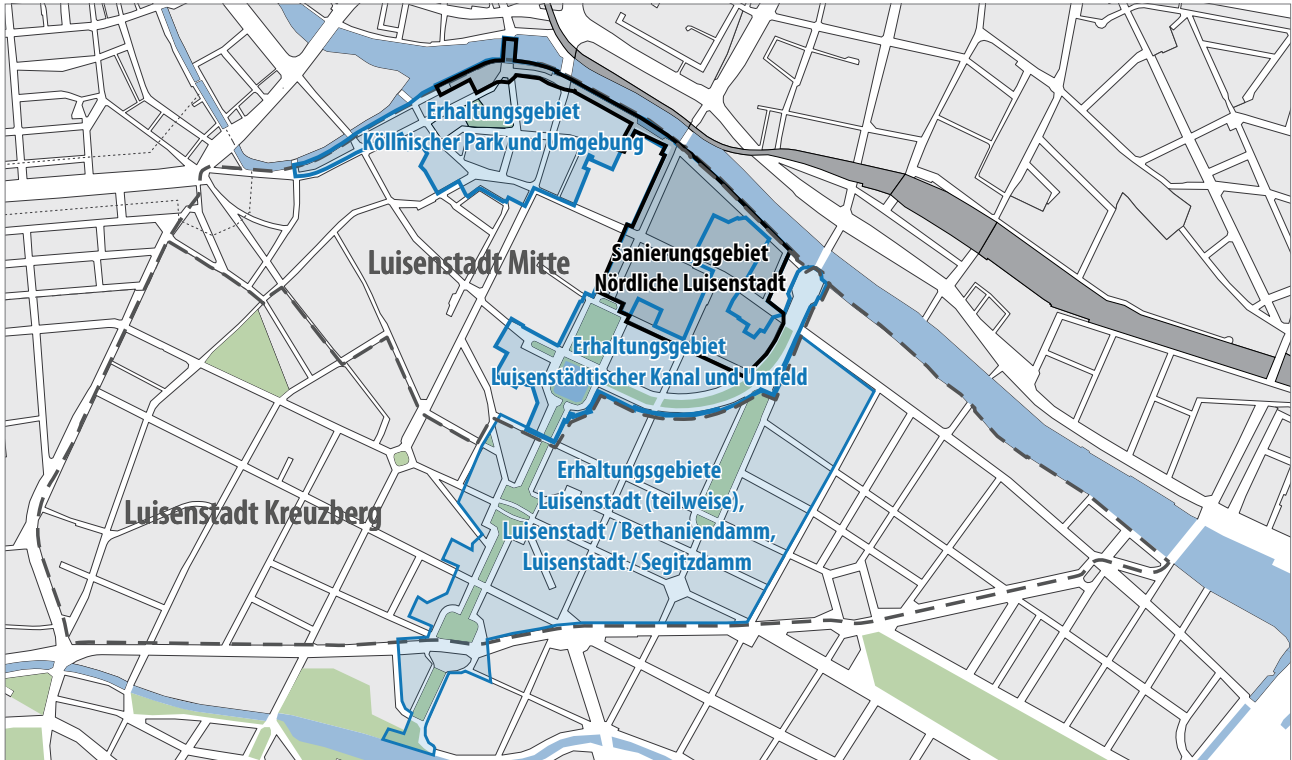 Erhaltungsgebiet
Köllnischer Park und Umgebung
Luisenstadt Mitte
Sanierungsgebiet
Nördliche Luisenstadt
Erhaltungsgebiet
Luisenstädtischer Kanal und Umfeld
Erhaltungsgebiete
Luisenstadt (teilweise),
Luisenstadt / Bethaniendamm,
Luisenstadt / Segitzdamm
Luisenstadt Kreuzberg